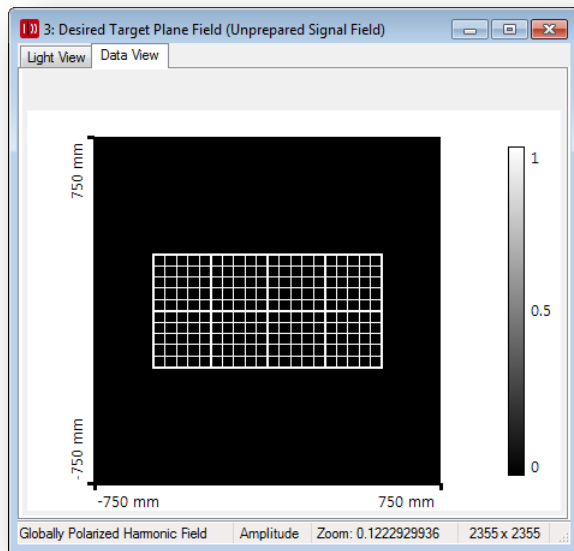 3: Desired Target Plane Field (Unprepared Signal Field)
Light View Data View
750 mm
1
0.5
0
-750 mm
-750 mm 750 mm
Globally Polarized Harmonic Field Amplitude Zoom: 0.1222929936 2355 x 2355